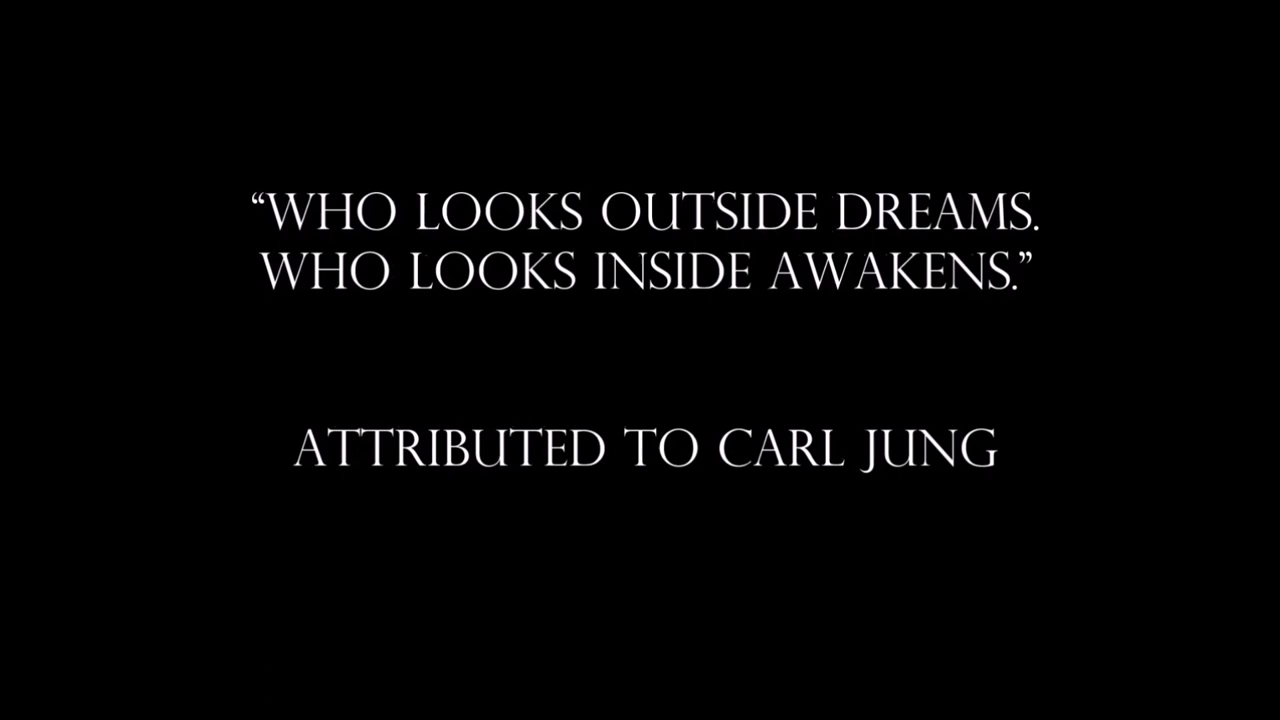 “WHO LOOKS OUTSIDE DREAMS.
WHO LOOKS INSIDE AWAKENS.”
ATTRIBUTED TO CARL JUNG